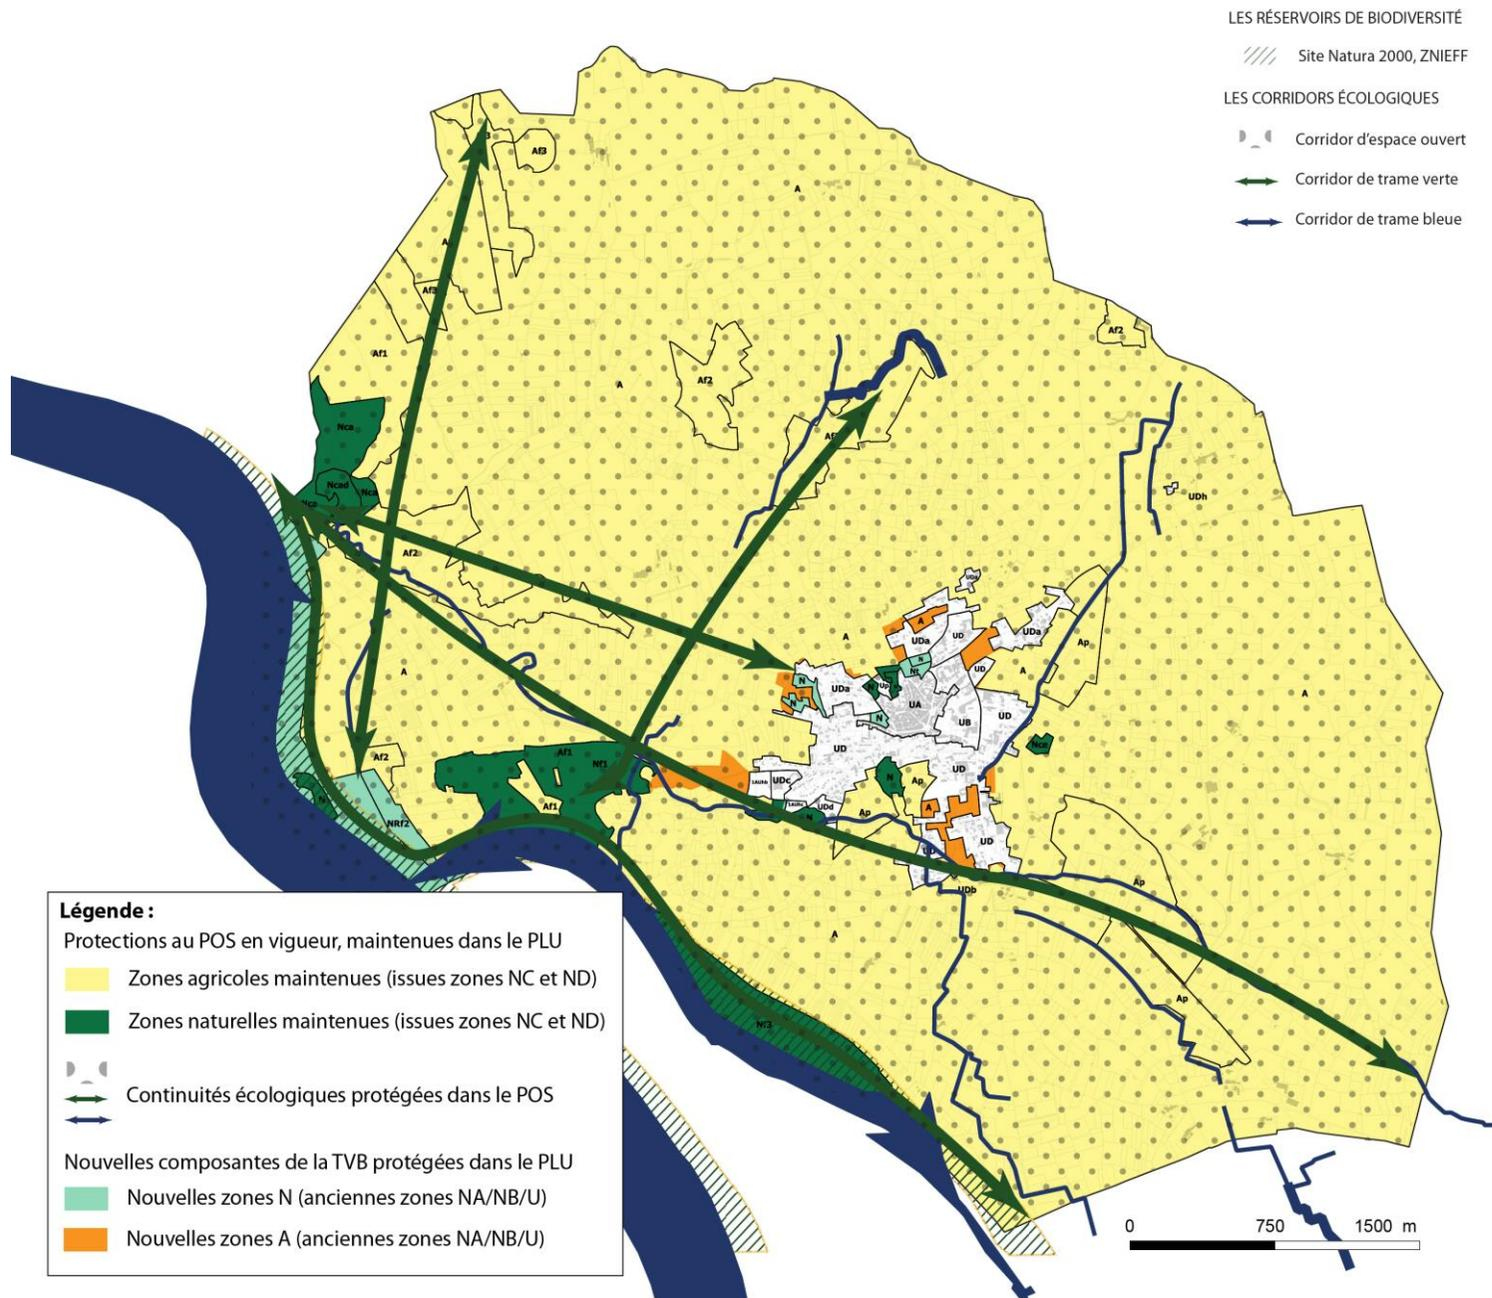 LES RÉSERVOIRS DE BIODIVERSITÉ
Site Natura 2000, ZNIEFF
LES CORRIDORS ÉCOLOGIQUES
Corridor d'espace ouvert
Corridor de trame verte
Corridor de trame bleue
Af3
A
Af3
Af1
Af2
A
Af2
Nca
Ncad
Nca
UDh
Af2
A
UDa
UD
UDa
A
Ap
N
Nt
UD
A
A
N
UDa
N
Up
UA
N
N
UB
UD
UD
Nce
Af2
Af1
Nf1
UD
N
Ap
UDc
Af1
A
NRf2
UDd
N
Ap
UD
UD
Ap
UDb
A
Ap
Nf3
Légende :
Protections au POS en vigueur, maintenues dans le PLU
Zones agricoles maintenues (issues zones NC et ND)
Zones naturelles maintenues (issues zones NC et ND)
Continuités écologiques protégées dans le POS
Nouvelles composantes de la TVB protégées dans le PLU
Nouvelles zones N (anciennes zones NA/NB/U)
Nouvelles zones A (anciennes zones NA/NB/U)
0 750 1500 m